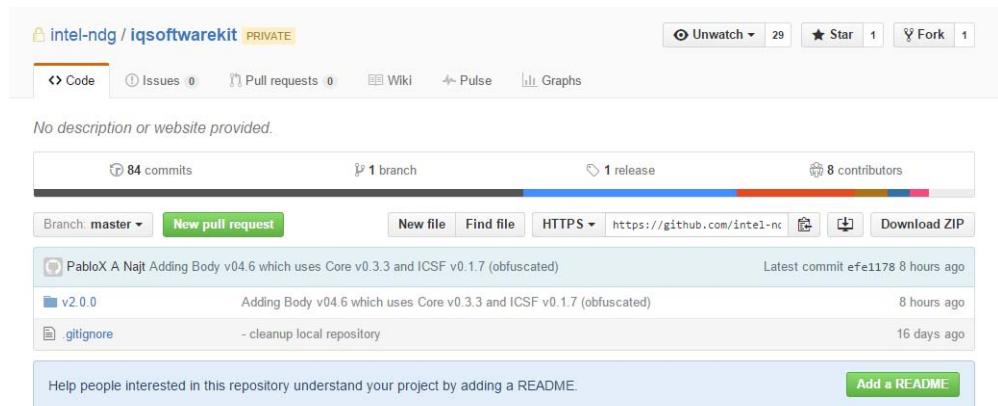 intel-ndg / iqsoftwarekit PRIVATE
Unwatch 29 Star 1 Fork 1
Code Issues 0 Pull requests 0 Wiki Pulse Graphs
No description or website provided.
84 commits 1 branch 1 release 8 contributors
Branch: master New pull request New file Find file HTTPS https://github.com/intel-nd Download ZIP
PabloX A Najt Adding Body v04.6 which uses Core v0.3.3 and ICSF v0.1.7 (obfuscated) Latest commit efe1178 8 hours ago
v2.0.0 Adding Body v04.6 which uses Core v0.3.3 and ICSF v0.1.7 (obfuscated) 8 hours ago
.gitignore - cleanup local repository 16 days ago
Help people interested in this repository understand your project by adding a README. Add a README